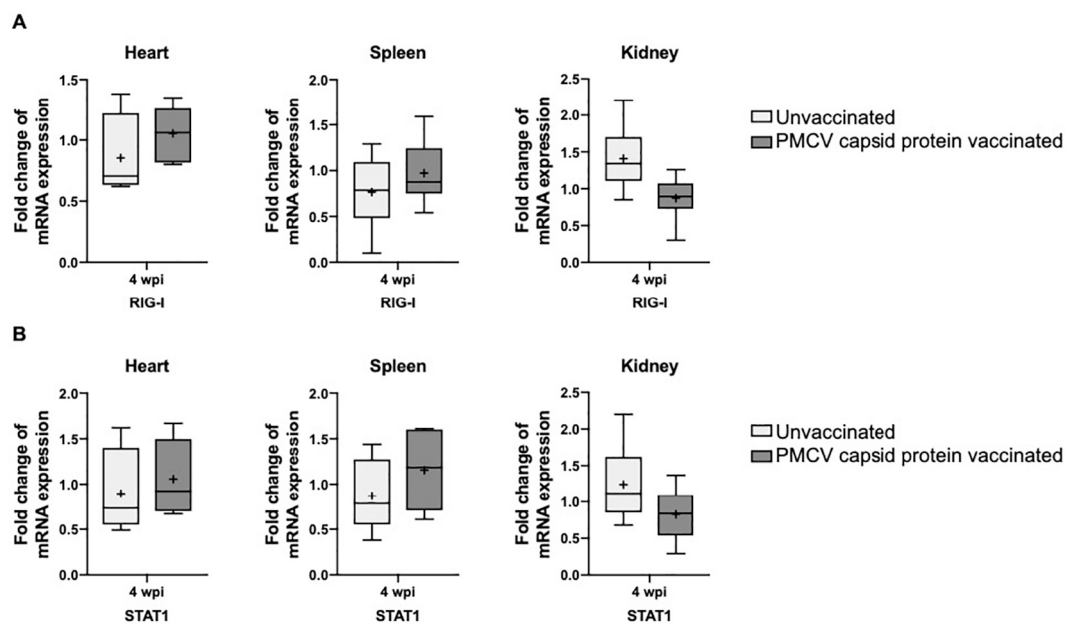 A
Heart
Spleen
Kidney
Fold change of
mRNA expression
1.5
1.0
0.5
0.0
4 wpi
RIG-I
Fold change of
mRNA expression
2.0
1.5
1.0
0.5
0.0
4 wpi
RIG-I
Fold change of
mRNA expression
2.5
2.0
1.5
1.0
0.5
0.0
4 wpi
RIG-I
Unvaccinated
PMCV capsid protein vaccinated
B
Heart
Spleen
Kidney
Fold change of
mRNA expression
2.0
1.5
1.0
0.5
0.0
4 wpi
STAT1
Fold change of
mRNA expression
2.0
1.5
1.0
0.5
0.0
4 wpi
STAT1
Fold change of
mRNA expression
2.5
2.0
1.5
1.0
0.5
0.0
4 wpi
STAT1
Unvaccinated
PMCV capsid protein vaccinated